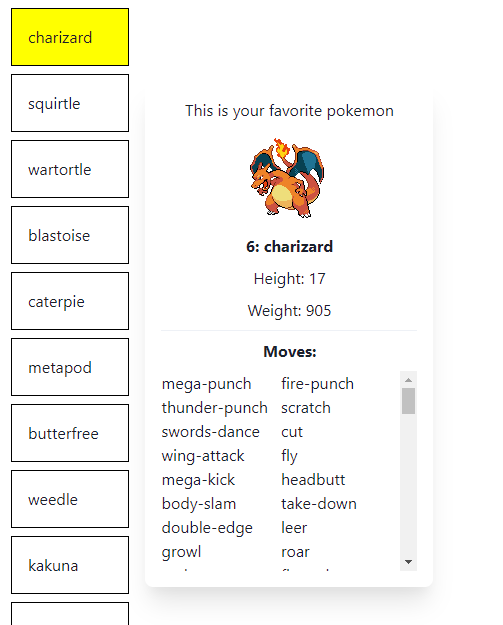 charizard
squirtle
wartortle
blastoise
caterpie
metapod
butterfree
weedle
kakuna
This is your favorite pokemon
6: charizard
Height: 17
Weight: 905
Moves:
mega-punch fire-punch
thunder-punch scratch
swords-dance cut
wing-attack fly
mega-kick headbutt
body-slam take-down
double-edge leer
growl roar